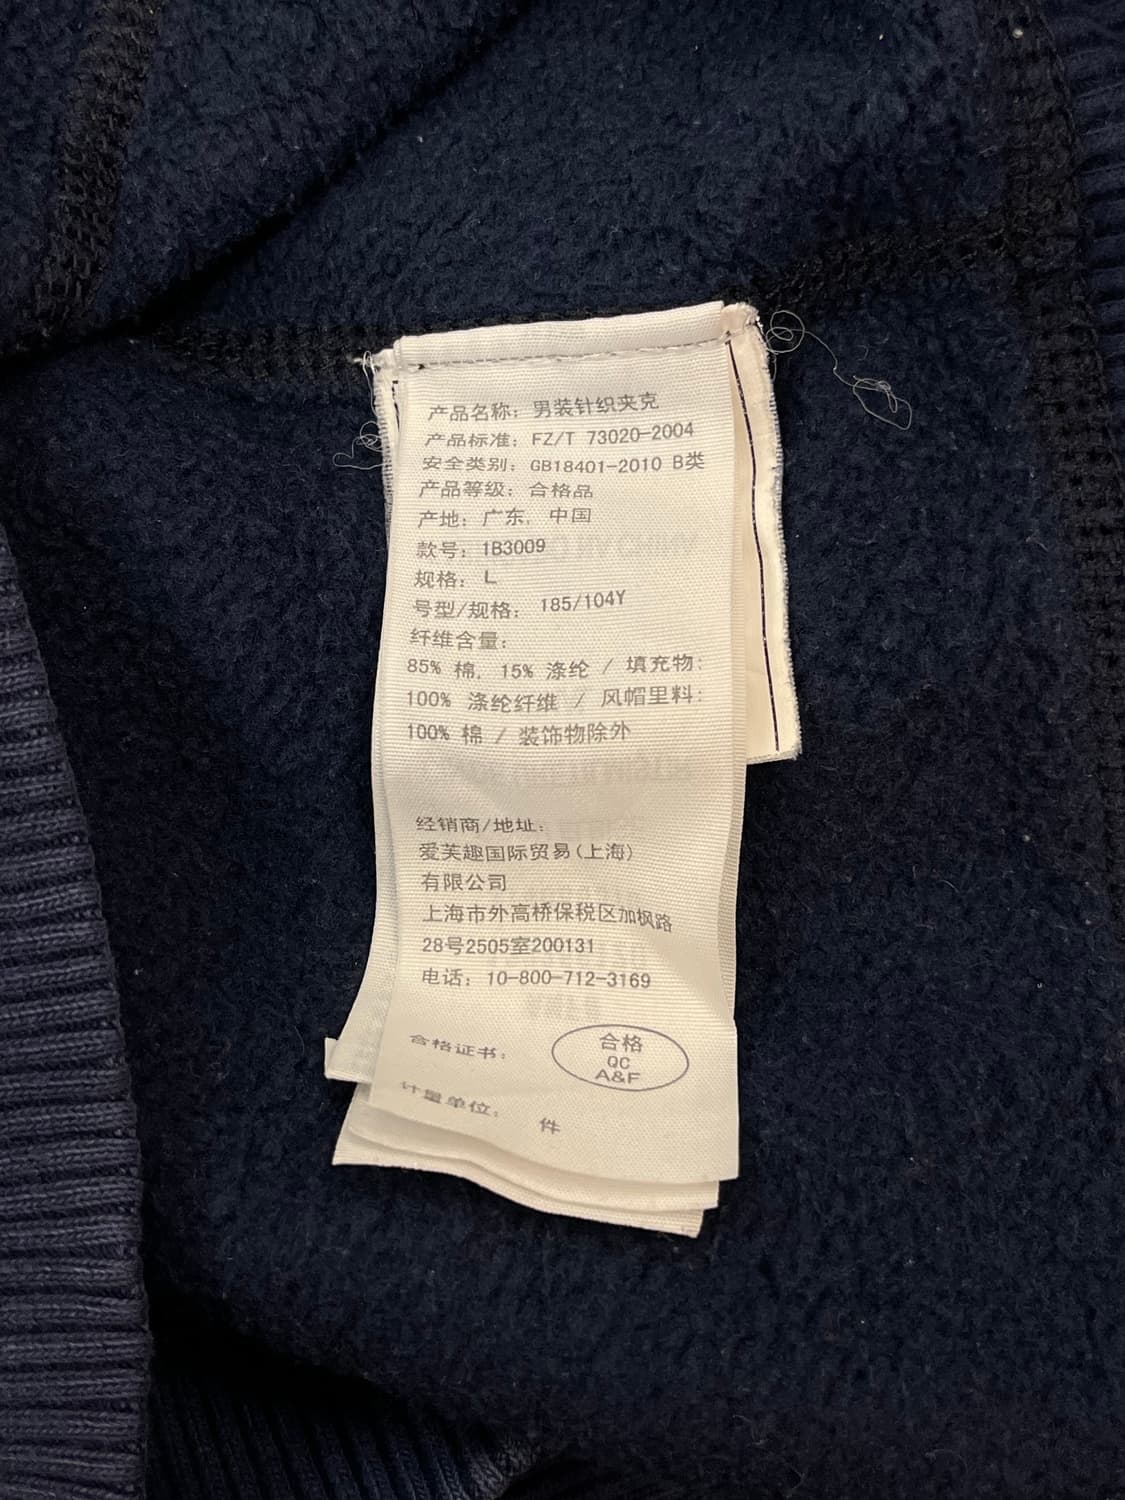 产品名称: 男装针织夹克
产品标准: FZ/T 73020-2004
安全类别: GB18401-2010 B类
产品等级: 合格品
产地: 广东, 中国
款号: 1B3009
规格: L
号型/规格: 185/104Y
纤维含量:
85% 棉, 15% 涤纶 / 填充物:
100% 涤纶纤维 / 风帽里料:
100% 棉 / 装饰物除外
经销商/地址:
爱芙趣国际贸易(上海)
有限公司
上海市外高桥保税区加枫路
28号2505室200131
电话: 10-800-712-3169
合格证书:
合格
QC
A&F
计量单位: 件